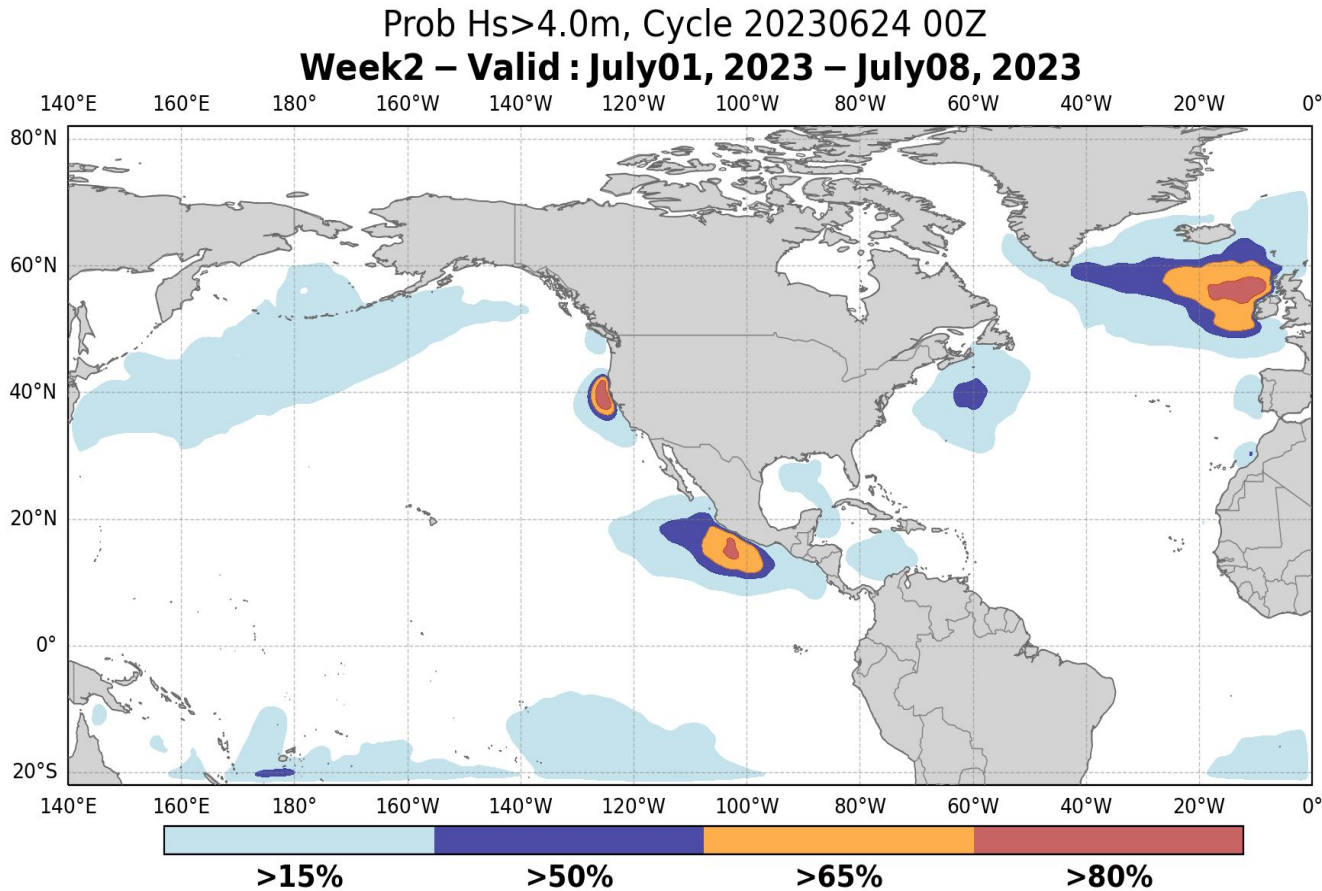 Prob Hs>4.0m, Cycle 20230624 00Z
Week2 – Valid : July01, 2023 – July08, 2023
140°E 160°E 180° 160°W 140°W 120°W 100°W 80°W 60°W 40°W 20°W 0°
80°N
60°N
40°N
20°N
0°
20°S
140°E 160°E 180° 160°W 140°W 120°W 100°W 80°W 60°W 40°W 20°W 0°
>15% >50% >65% >80%